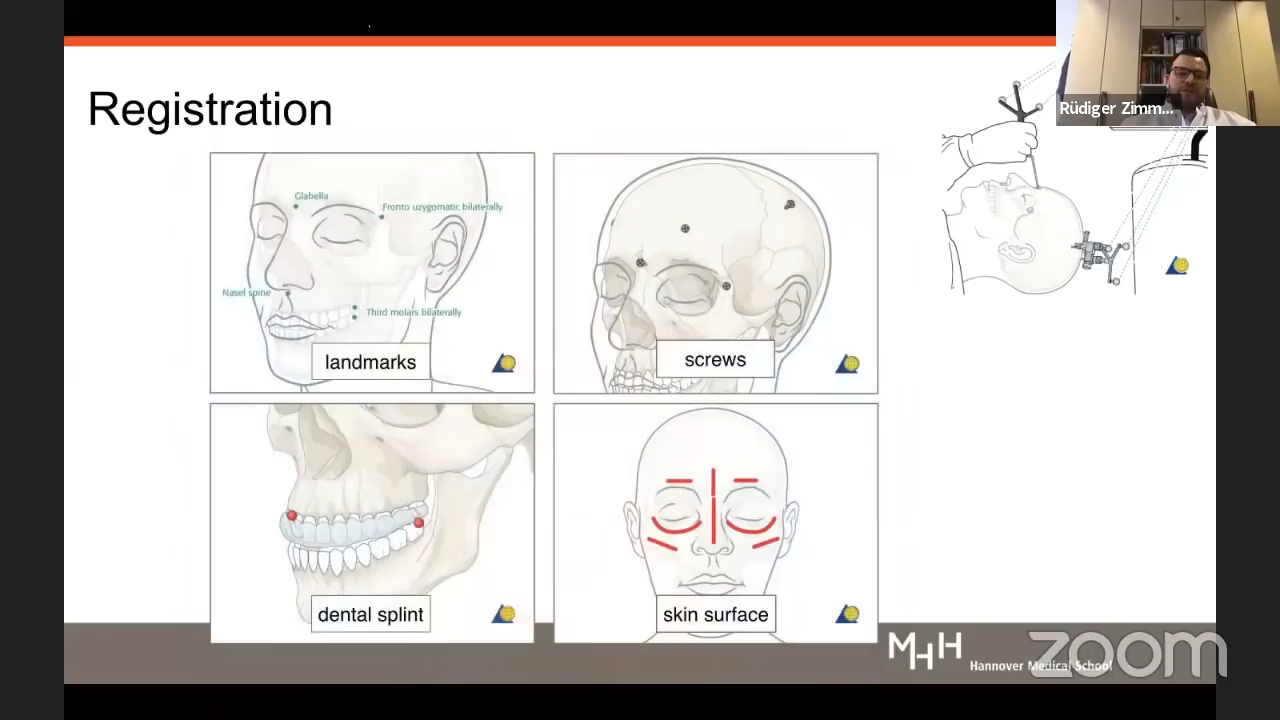 Rüdiger Zimm...
Registration
Glabella
Fronto uzygomatic bilaterally
Nasel spine
Third molars bilaterally
landmarks
screws
dental splint
skin surface
MHH
Hannover Medical School
zoom